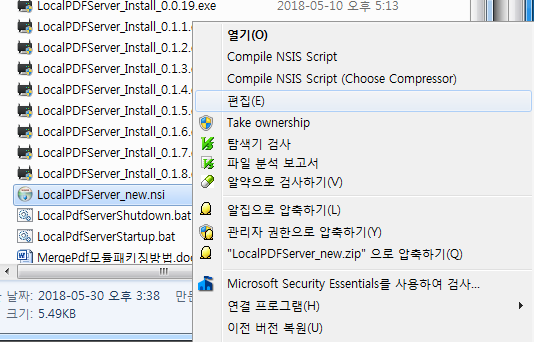 LocalPDFServer_Install_0.0.19.exe
2018-05-10 오후 5:13
LocalPDFServer_Install_0.1.1.
LocalPDFServer_Install_0.1.2.
LocalPDFServer_Install_0.1.3.
LocalPDFServer_Install_0.1.4.
LocalPDFServer_Install_0.1.5.
LocalPDFServer_Install_0.1.6.
LocalPDFServer_Install_0.1.7.
LocalPDFServer_Install_0.1.8.
LocalPDFServer_new.nsi
LocalPdfServerShutdown.bat
LocalPdfServerStartup.bat
MergePdf모듈패키징방법.doc
날짜: 2018-05-30 오후 3:38
크기: 5.49KB
열기(O)
Compile NSIS Script
Compile NSIS Script (Choose Compressor)
편집(E)
Take ownership
탐색기 검사
파일 분석 보고서
알약으로 검사하기(V)
알집으로 압축하기(L)
관리자 권한으로 압축하기(Y)
"LocalPDFServer_new.zip" 으로 압축하기(Q)
Microsoft Security Essentials를 사용하여 검사...
연결 프로그램(H)
이전 버전 복원(U)